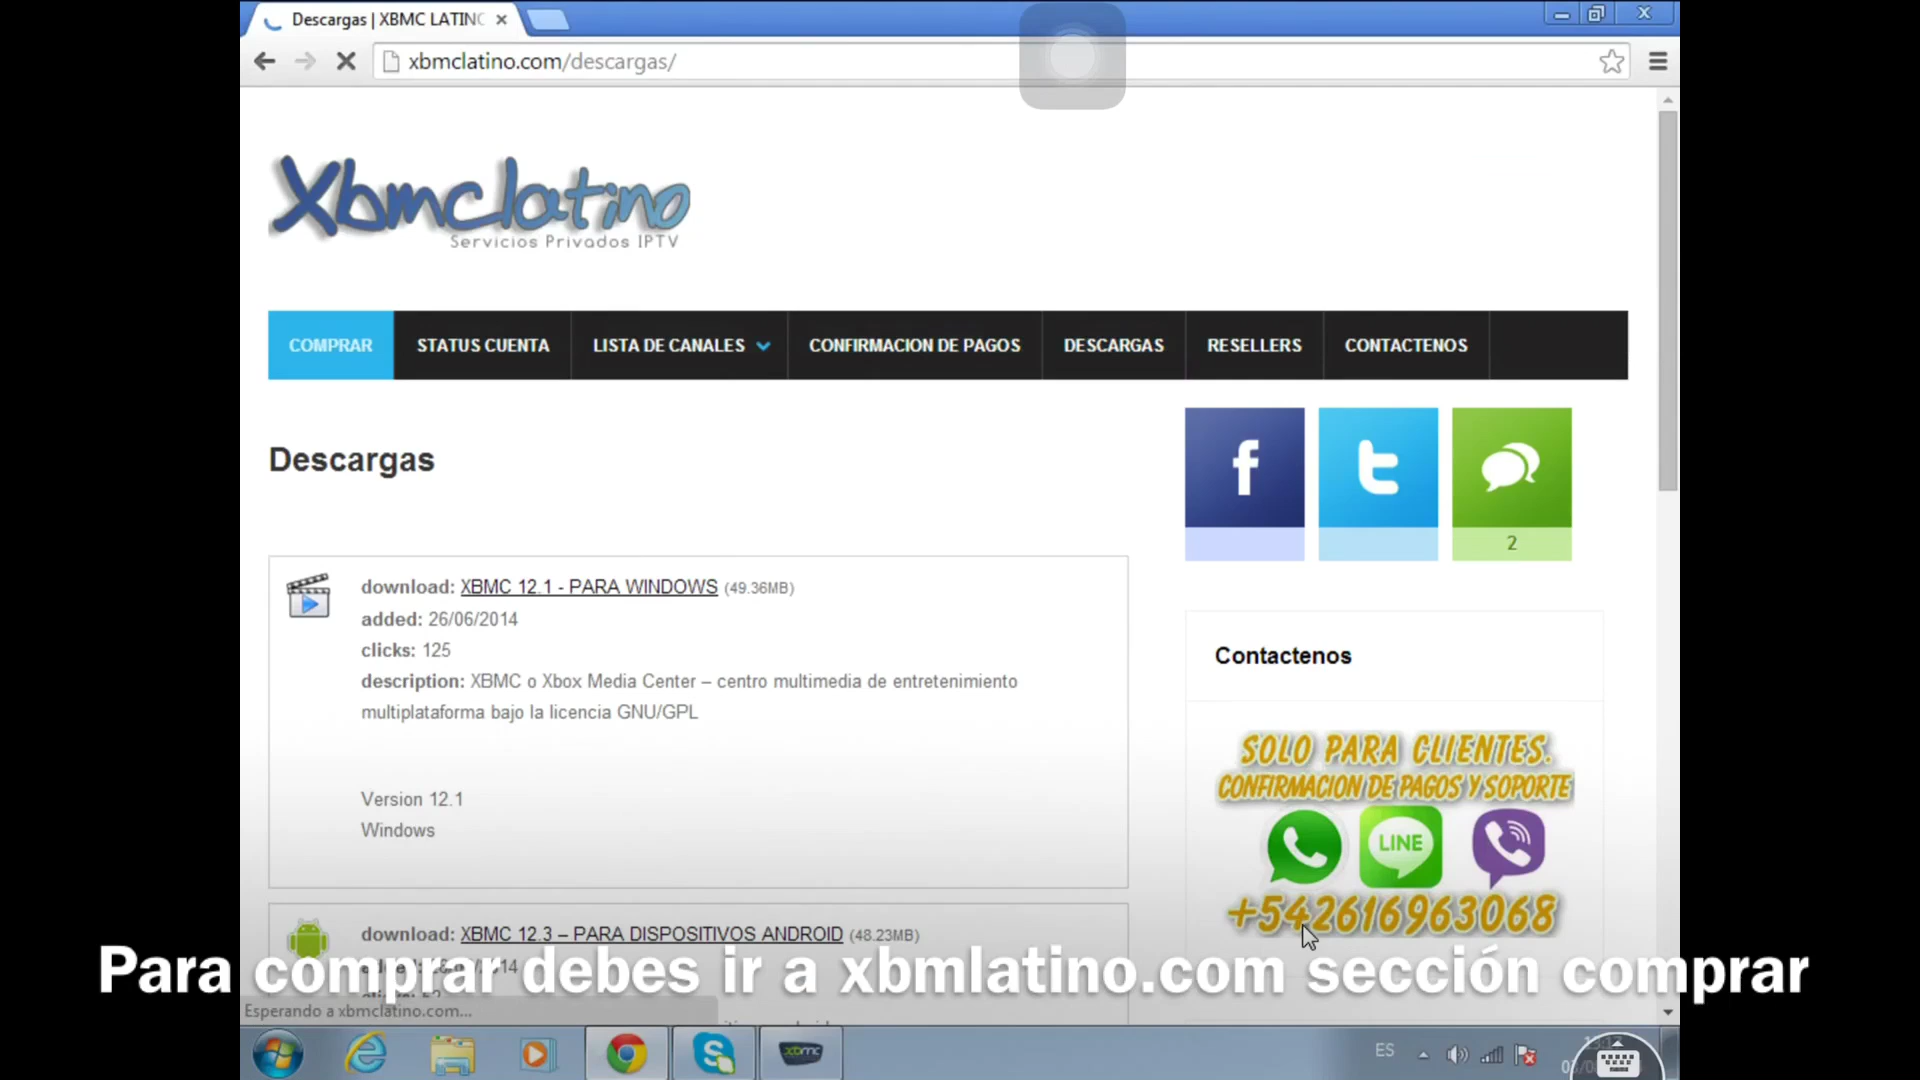 Descargas | XBMC LATINO
xbmclatino.com/descargas/
Xbmclatino
Servicios Privados IPTV
COMPRAR STATUS CUENTA LISTA DE CANALES CONFIRMACION DE PAGOS DESCARGAS RESELLERS CONTACTENOS
Descargas
f t
2
download: XBMC 12.1 - PARA WINDOWS (49.36MB)
added: 26/06/2014
clicks: 125
description: XBMC o Xbox Media Center – centro multimedia de entretenimiento
multiplataforma bajo la licencia GNU/GPL
Version 12.1
Windows
Contactenos
SOLO PARA CLIENTES.
CONFIRMACION DE PAGOS Y SOPORTE
LINE
+542616963068
download: XBMC 12.3 – PARA DISPOSITIVOS ANDROID (48.23MB)
Para comprar debes ir a xbmlatino.com sección comprar
Esperando a xbmclatino.com...
xbmc
ES